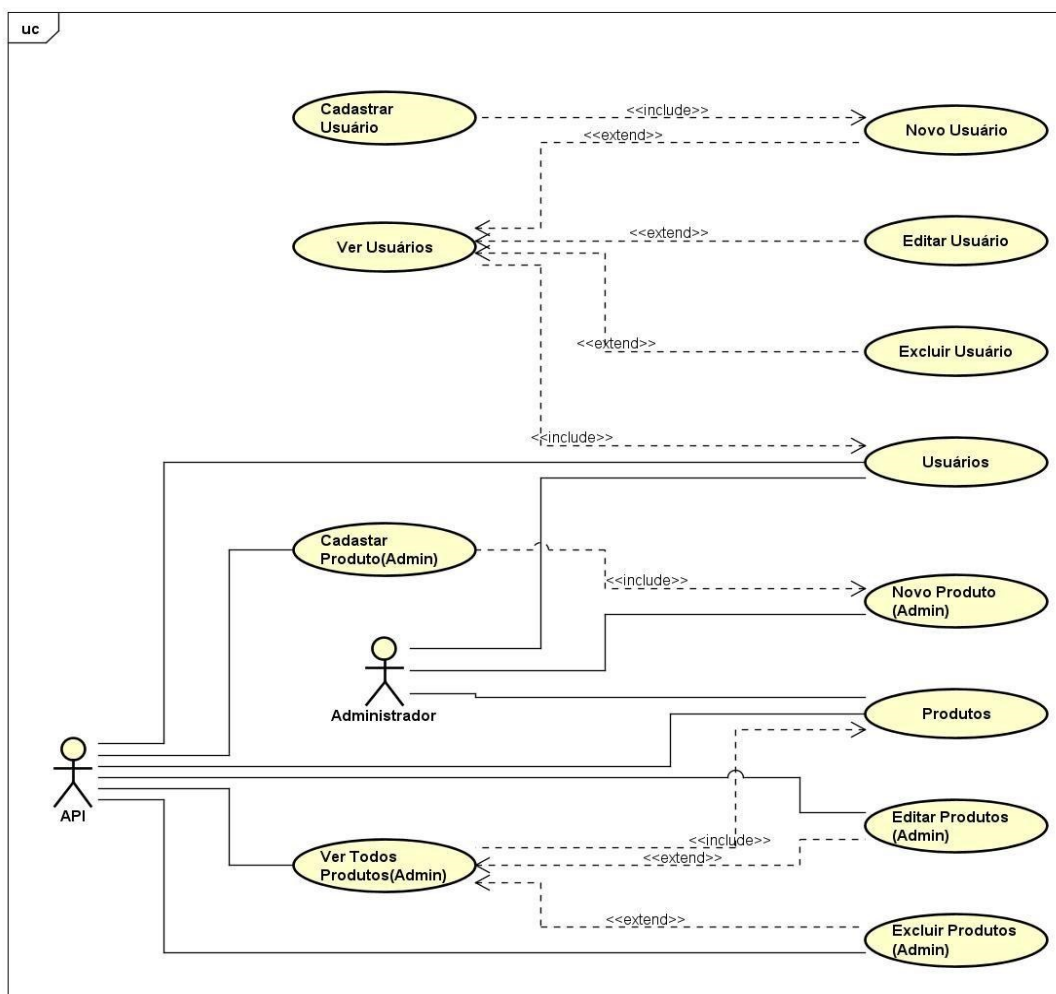 uc
Cadastrar
Usuário
<<include>>
Novo Usuário
<<extend>>
Ver Usuários
<<extend>>
Editar Usuário
<<extend>>
Excluir Usuário
<<include>>
Usuários
Cadastar
Produto(Admin)
<<include>>
Novo Produto
(Admin)
Administrador
Produtos
API
Editar Produtos
(Admin)
<<include>>
<<extend>>
Ver Todos
Produtos(Admin)
<<extend>>
Excluir Produtos
(Admin)